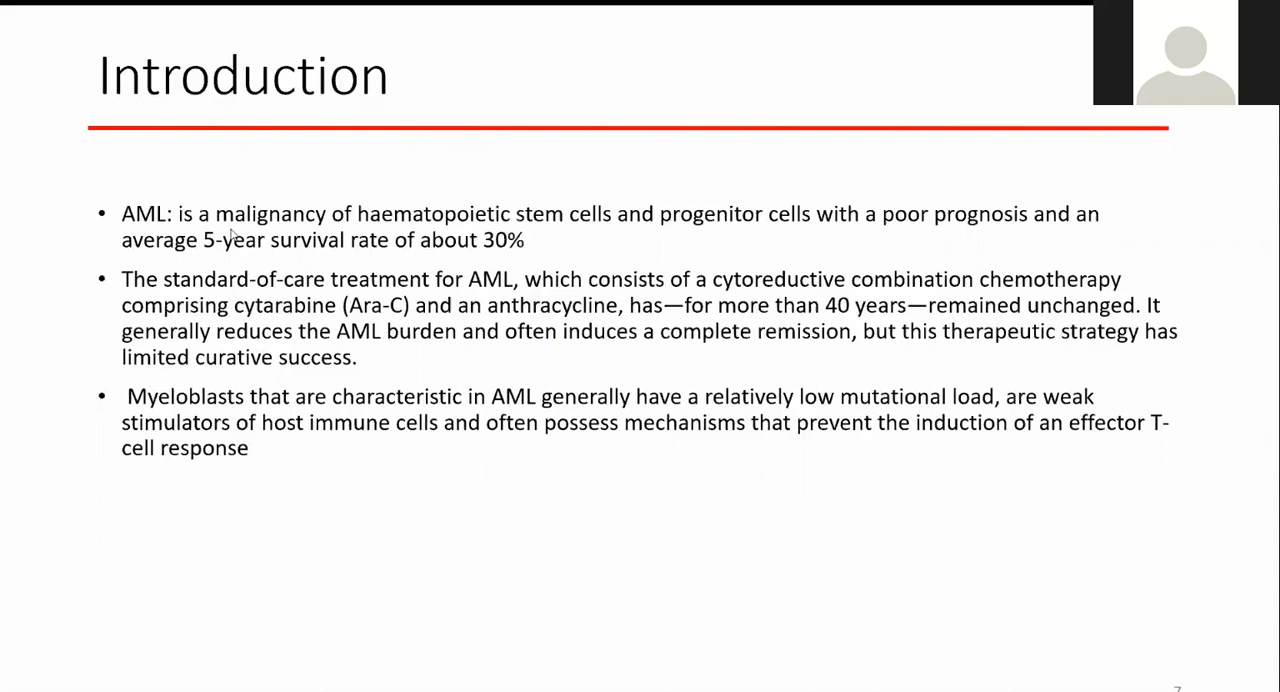 Introduction
• AML: is a malignancy of haematopoietic stem cells and progenitor cells with a poor prognosis and an
average 5-year survival rate of about 30%
• The standard-of-care treatment for AML, which consists of a cytoreductive combination chemotherapy
comprising cytarabine (Ara-C) and an anthracycline, has—for more than 40 years—remained unchanged. It
generally reduces the AML burden and often induces a complete remission, but this therapeutic strategy has
limited curative success.
• Myeloblasts that are characteristic in AML generally have a relatively low mutational load, are weak
stimulators of host immune cells and often possess mechanisms that prevent the induction of an effector T-
cell response